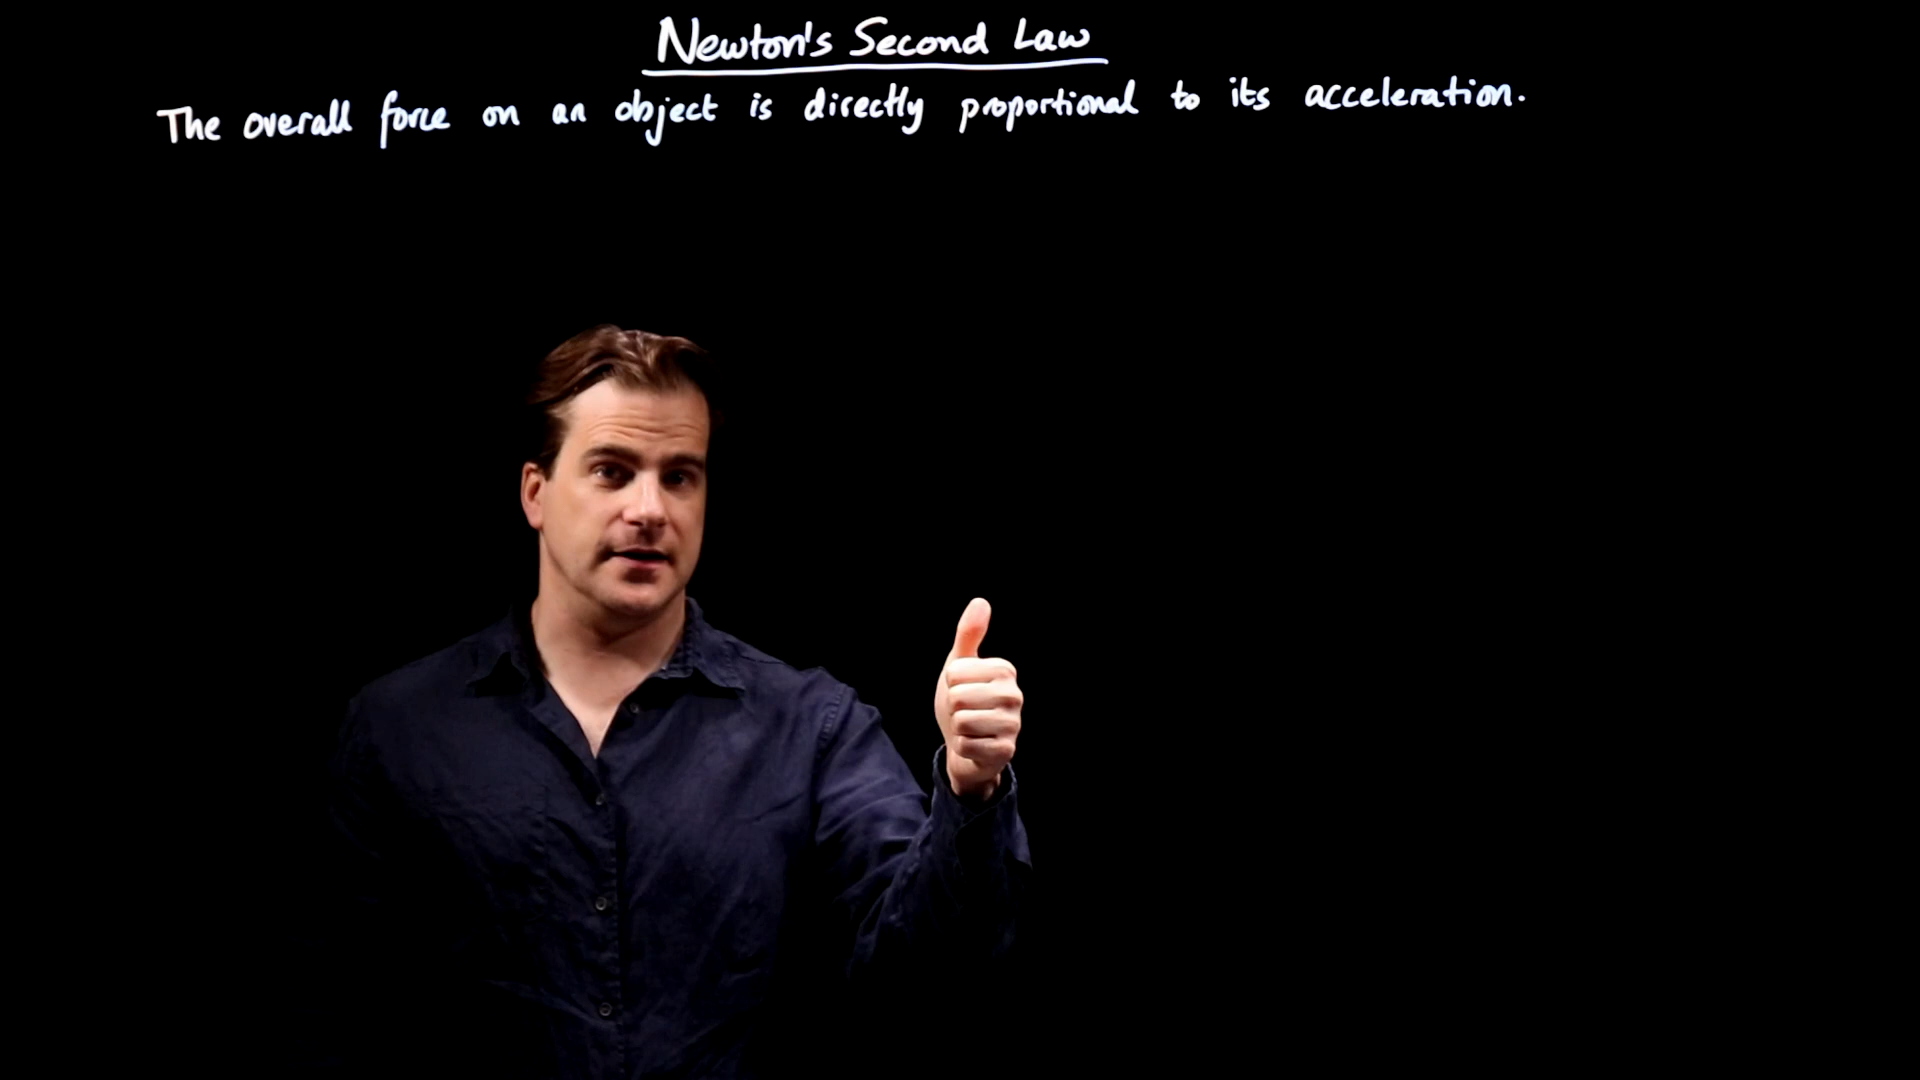 Newton's Second Law
The overall force on an object is directly proportional to its acceleration.